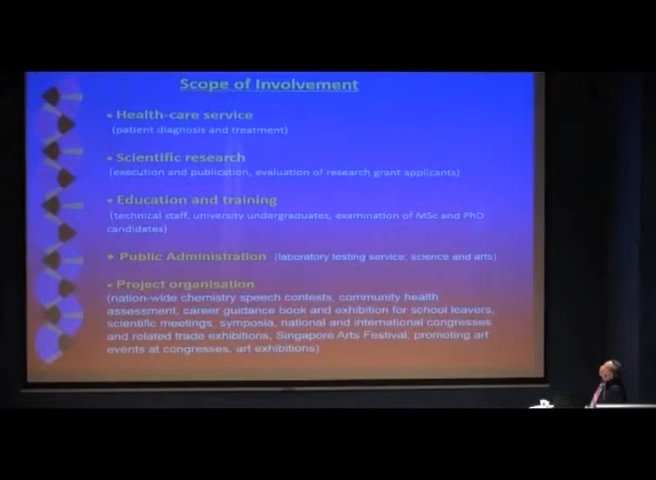 Scope of Involvement
• Health-care service
(patient diagnosis and treatment)
• Scientific research
(execution and publication, evaluation of research grant applicants)
• Education and training
(technical staff, university undergraduates, examination of MSc and PhD
candidates)
• Public Administration (laboratory testing service, science and arts)
• Project organisation
(nation-wide chemistry speech contests, community health
assessment, career guidance book and exhibition for school leavers,
scientific meetings, symposia, national and international congresses
and related trade exhibitions, Singapore Arts Festival, promoting art
events at congresses, art exhibitions)